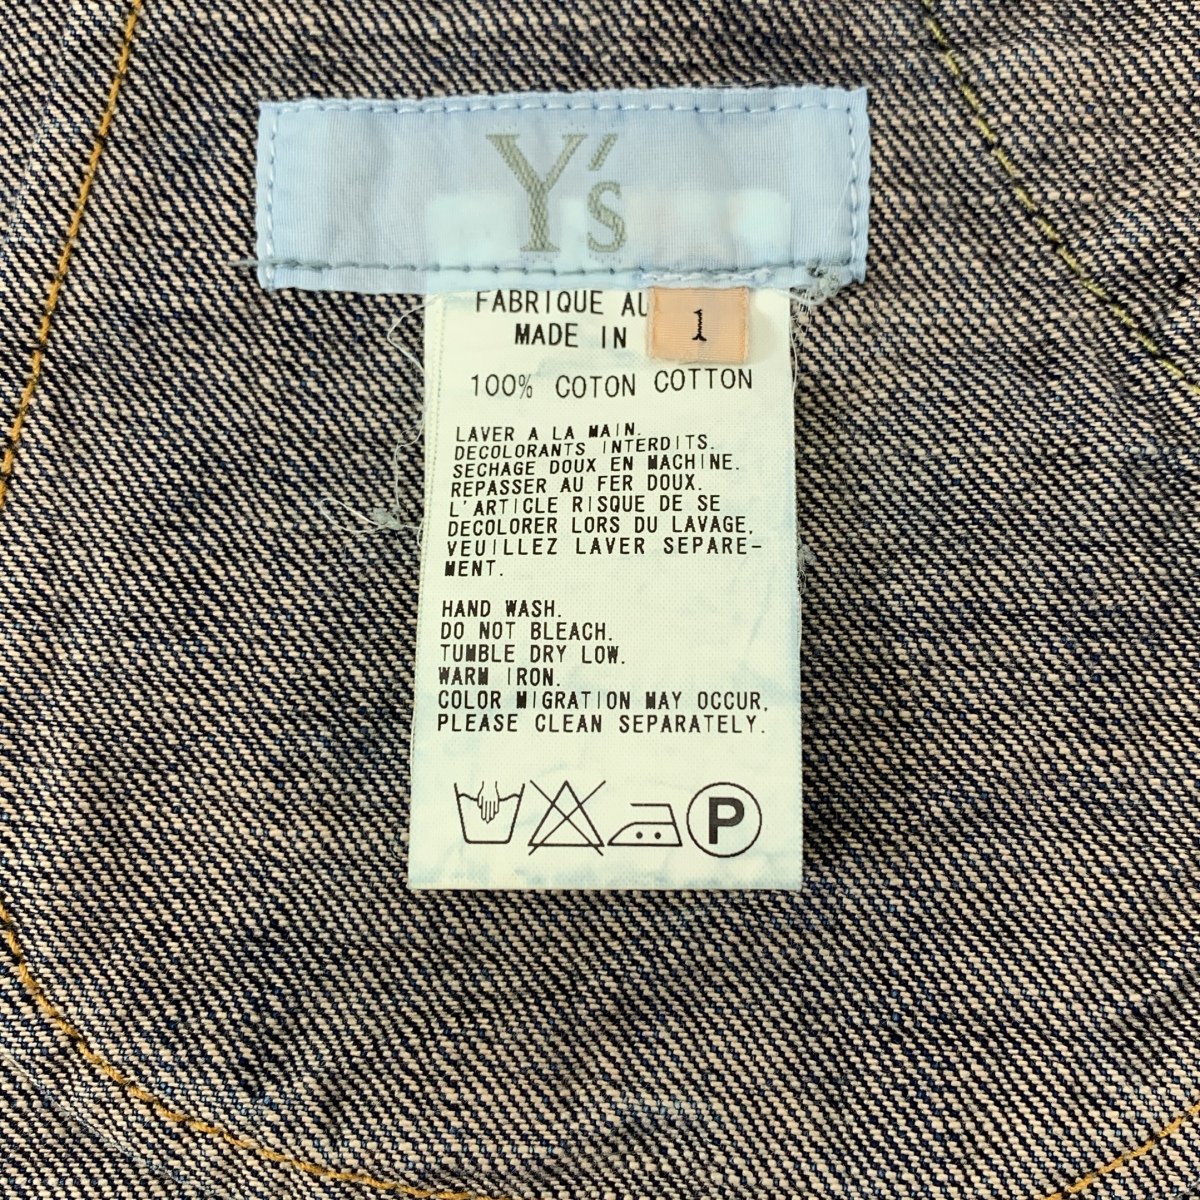 Y's
FABRIQUE AU
MADE IN
1
100% COTON COTTON
LAVER A LA MAIN.
DECOLORANTS INTERDITS.
SECHAGE DOUX EN MACHINE.
REPASSER AU FER DOUX.
L'ARTICLE RISQUE DE SE
DECOLORER LORS DU LAVAGE,
VEUILLEZ LAVER SEPARE-
MENT.
HAND WASH.
DO NOT BLEACH.
TUMBLE DRY LOW.
WARM IRON.
COLOR MIGRATION MAY OCCUR,
PLEASE CLEAN SEPARATELY.
P